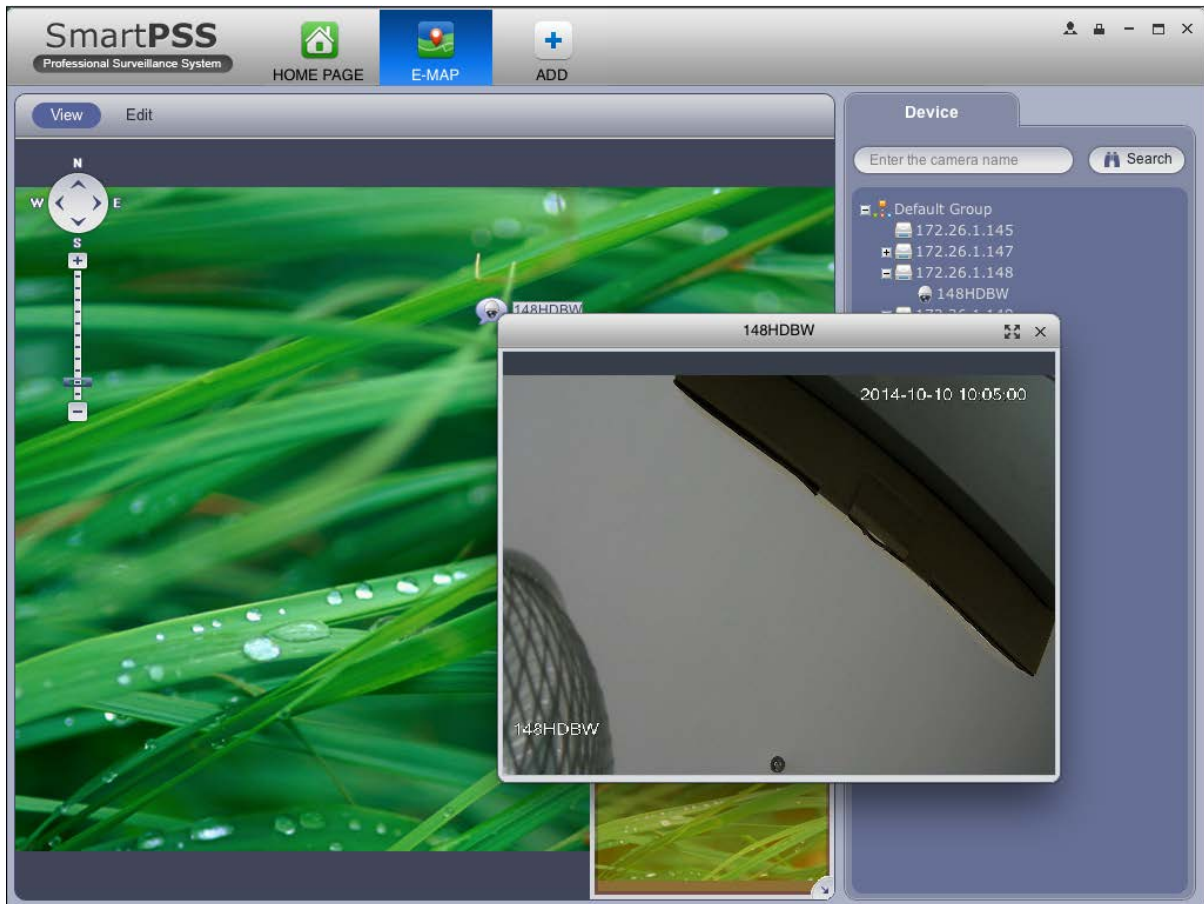 SmartPSS
Professional Surveillance System
HOME PAGE
E-MAP
ADD
View
Edit
Device
Enter the camera name
Search
N
W
E
S
Default Group
172.26.1.145
172.26.1.147
172.26.1.148
148HDBW
148HDBW
148HDBW
2014-10-10 10:05:00
148HDBW